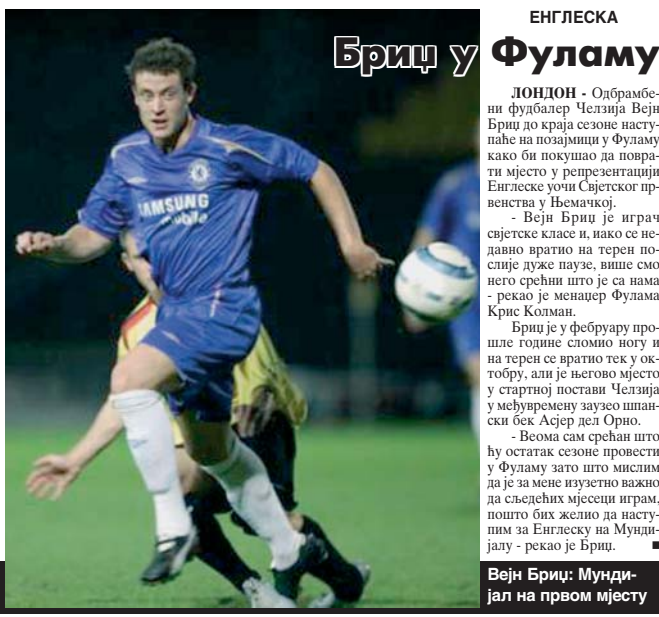 ЕНГЛЕСКА
Бриџ у Фуламу
ЛОНДОН - Одбрамбе-
ни фудбалер Челзија Вејн
Бриџ до краја сезоне насту-
паће на позајмици у Фуламу
како би покушао да повра-
ти мјесто у репрезентацији
Енглеске уочи Свјетског пр-
венства у Њемачкој.
- Вејн Бриџ је играч
свјетске класе и, иако се не-
давно вратио на терен по-
слије дуже паузе, више смо
него срећни што је са нама
- рекао је менаџер Фулама
Крис Колман.
Бриџ је у фебруару про-
шле године сломио ногу и
на терен се вратио тек у ок-
тобру, али је његово мјесто
у стартној постави Челзија
у међувремену заузео шпан-
ски бек Асјер дел Орно.
- Веома сам срећан што
ћу остатак сезоне провести
у Фуламу зато што мислим
да је за мене изузетно важно
да сљедећих мјесеци играм,
пошто бих желио да насту-
пим за Енглеску на Мунди-
јалу - рекао је Бриџ.
SAMSUNG
mobile
Вејн Бриџ: Мунди-
јал на првом мјесту